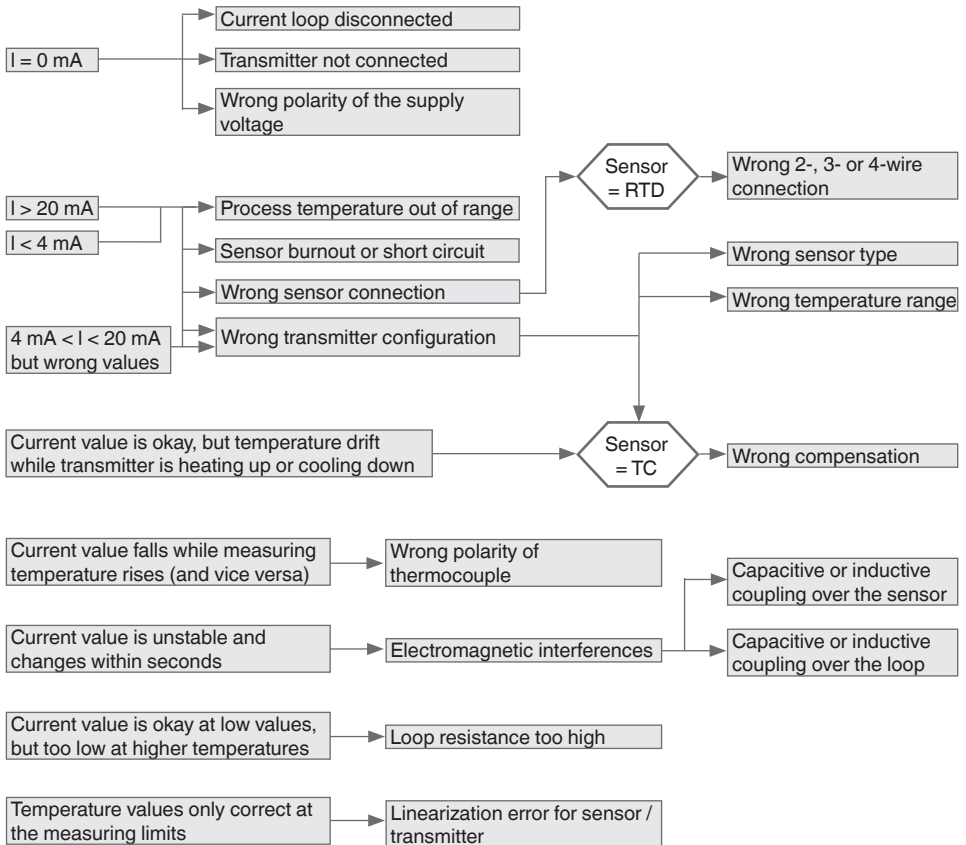 Current loop disconnected
I = 0 mA
Transmitter not connected
Wrong polarity of the supply
voltage
Sensor
= RTD
Wrong 2-, 3- or 4-wire
connection
I > 20 mA
I < 4 mA
Process temperature out of range
Sensor burnout or short circuit
Wrong sensor connection
Wrong transmitter configuration
Wrong sensor type
Wrong temperature range
4 mA < I < 20 mA
but wrong values
Current value is okay, but temperature drift
while transmitter is heating up or cooling down
Sensor
= TC
Wrong compensation
Current value falls while measuring
temperature rises (and vice versa)
Wrong polarity of
thermocouple
Current value is unstable and
changes within seconds
Electromagnetic interferences
Capacitive or inductive
coupling over the sensor
Capacitive or inductive
coupling over the loop
Current value is okay at low values,
but too low at higher temperatures
Loop resistance too high
Temperature values only correct at
the measuring limits
Linearization error for sensor /
transmitter